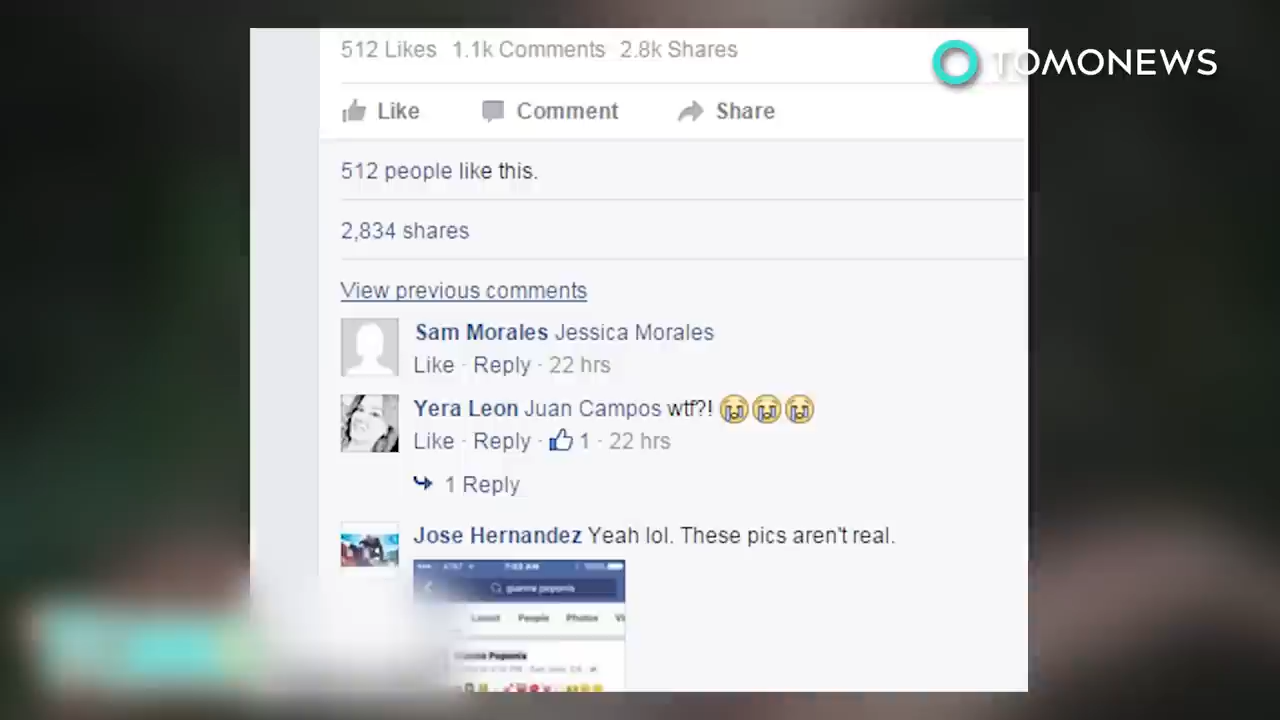 512 Likes 1.1k Comments 2.8k Shares
TOMONEWS
Like Comment Share
512 people like this.
2,834 shares
View previous comments
Sam Morales Jessica Morales
Like · Reply · 22 hrs
Yera Leon Juan Campos wtf?! 😭😭😭
Like · Reply · 1 · 22 hrs
1 Reply
Jose Hernandez Yeah lol. These pics aren't real.
People Photos